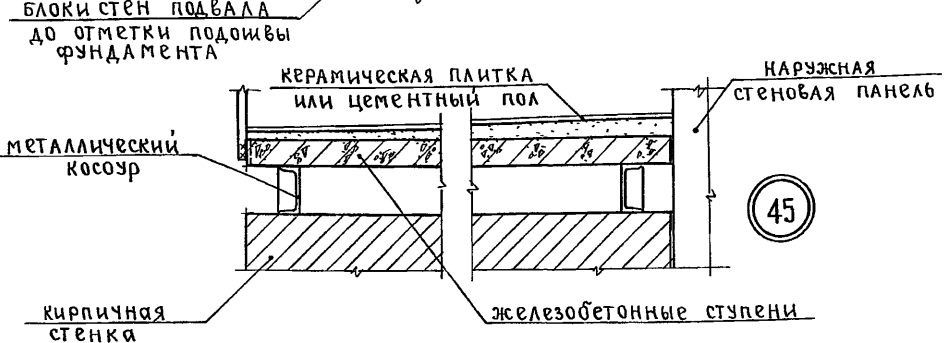 БЛОКИ СТЕН ПОДВАЛА
ДО ОТМЕТКИ ПОДОШВЫ
ФУНДАМЕНТА
КЕРАМИЧЕСКАЯ ПЛИТКА
ИЛИ ЦЕМЕНТНЫЙ ПОЛ
НАРУЖНАЯ
СТЕНОВАЯ ПАНЕЛЬ
МЕТАЛЛИЧЕСКИЙ
КОСОУР
45
КИРПИЧНАЯ
СТЕНКА
ЖЕЛЕЗОБЕТОННЫЕ СТУПЕНИ